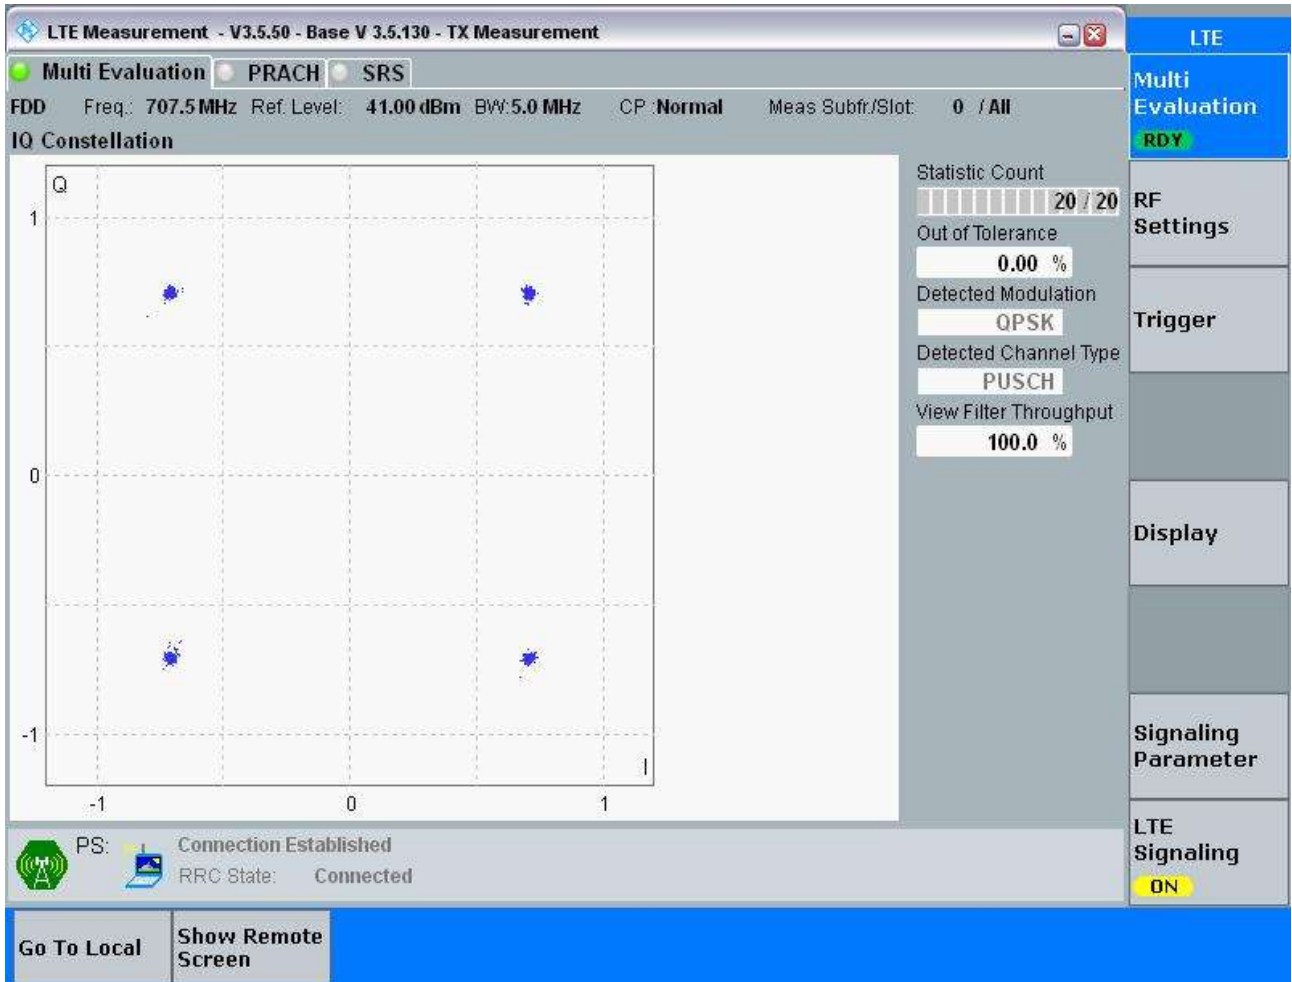 LTE Measurement - V3.5.50 - Base V 3.5.130 - TX Measurement
Multi Evaluation PRACH SRS
FDD Freq.: 707.5 MHz Ref. Level: 41.00 dBm BW:5.0 MHz CP :Normal Meas Subfr./Slot: 0 / All
IQ Constellation
Q
1
0
-1
I
-1 0 1
Statistic Count
20 / 20
Out of Tolerance
0.00 %
Detected Modulation
QPSK
Detected Channel Type
PUSCH
View Filter Throughput
100.0 %
PS: Connection Established
RRC State: Connected
LTE
Multi
Evaluation
RDY
RF
Settings
Trigger
Display
Signaling
Parameter
LTE
Signaling
ON
Go To Local
Show Remote
Screen